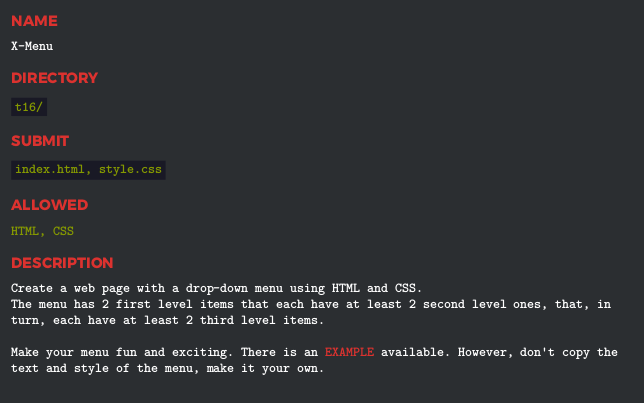 NAME
X-Menu
DIRECTORY
t16/
SUBMIT
index.html, style.css
ALLOWED
HTML, CSS
DESCRIPTION
Create a web page with a drop-down menu using HTML and CSS.
The menu has 2 first level items that each have at least 2 second level ones, that, in
turn, each have at least 2 third level items.
Make your menu fun and exciting. There is an EXAMPLE available. However, don't copy the
text and style of the menu, make it your own.